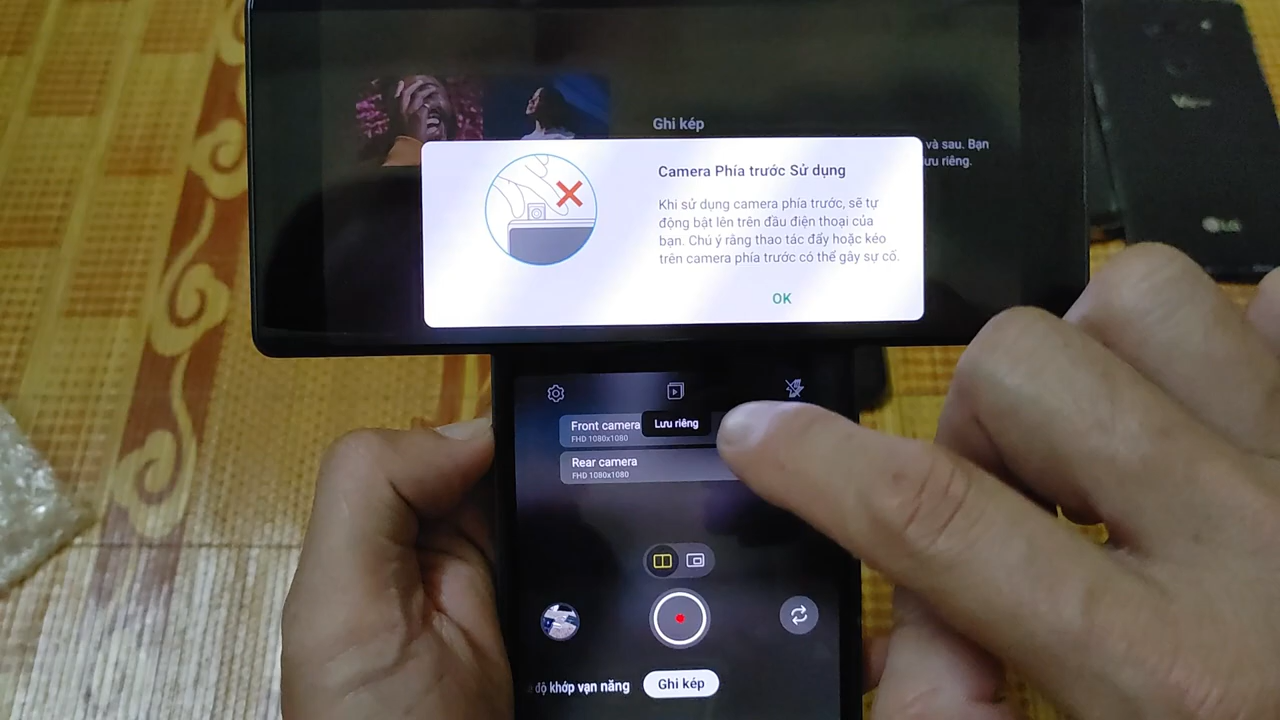 Ghi kép
và sau. Bạn
lưu riêng.
Camera Phía trước Sử dụng
Khi sử dụng camera phía trước, sẽ tự
động bật lên trên đầu điện thoại của
bạn. Chú ý rằng thao tác đẩy hoặc kéo
trên camera phía trước có thể gây sự cố.
OK
LG
Front camera
FHD 1080x1080
Lưu riêng
Rear camera
FHD 1080x1080
độ khớp vạn năng
Ghi kép